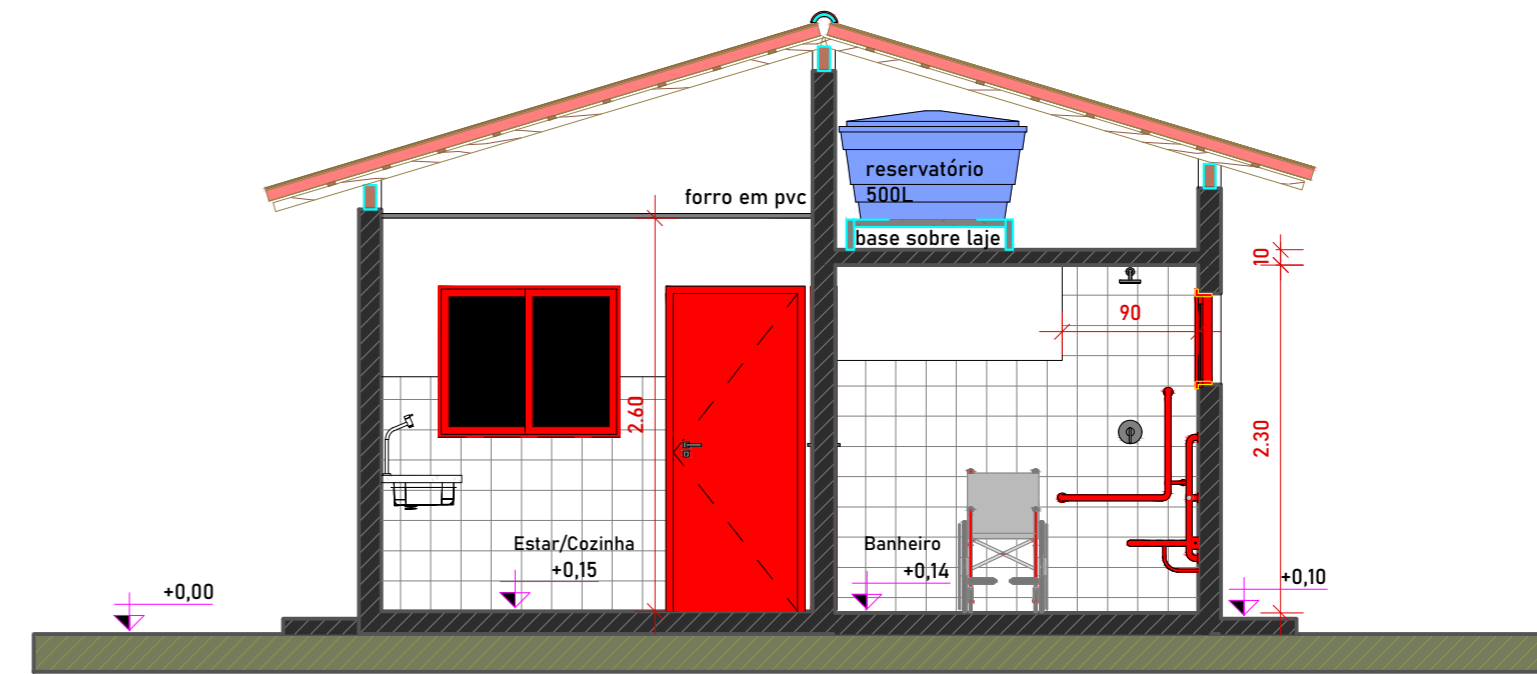 reservatório
500L
forro em pvc
base sobre laje
10
90
2.60
2.30
Estar/Cozinha
+0,15
Banheiro
+0,14
+0,10
+0,00